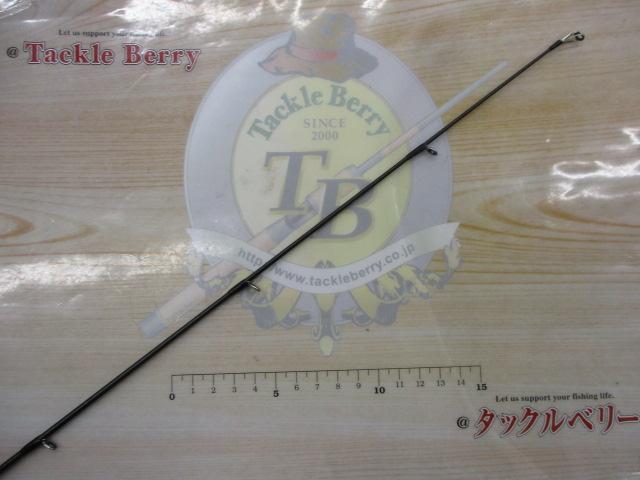 Let us support your fishing life.
@ Tackle Berry
Tackle Berry
SINCE
2000
TB
http://www.tackleberry.co.jp
0 1 2 3 4 5 6 7 8 9 10 11 12 13 14 15
Let us support your fishing life.
@ タックルベリー